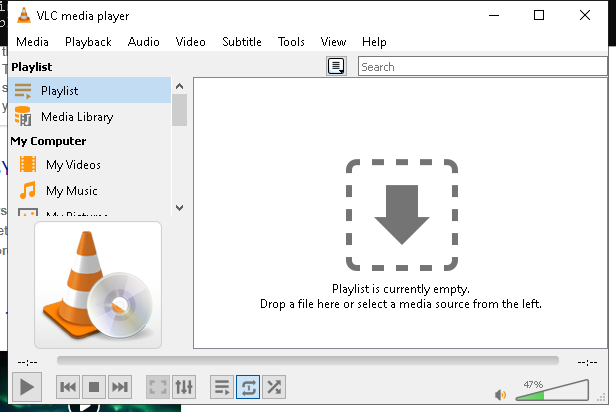 VLC media player
Media Playback Audio Video Subtitle Tools View Help
Playlist
Search
Playlist
Media Library
My Computer
My Videos
My Music
My Pictures
Playlist is currently empty.
Drop a file here or select a media source from the left.
--:--
--:--
47%